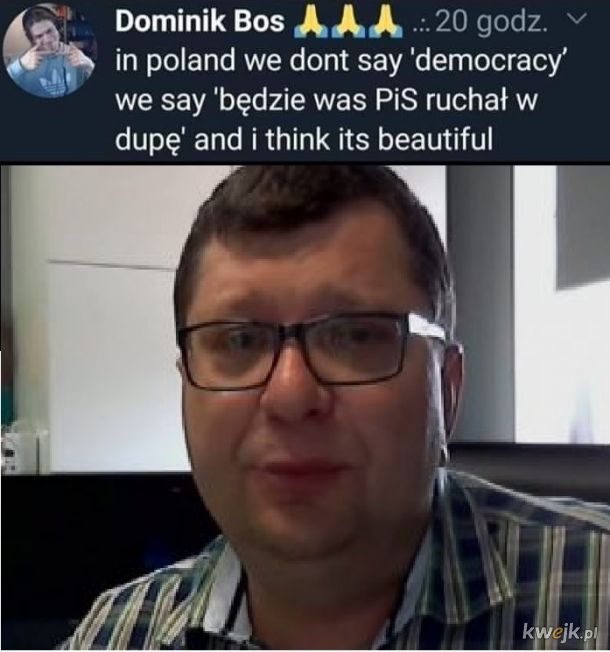 Dominik Bos 🙏🙏🙏 .: 20 godz.
in poland we dont say 'democracy'
we say 'będzie was PiS ruchał w
dupę' and i think its beautiful
kwejk.pl